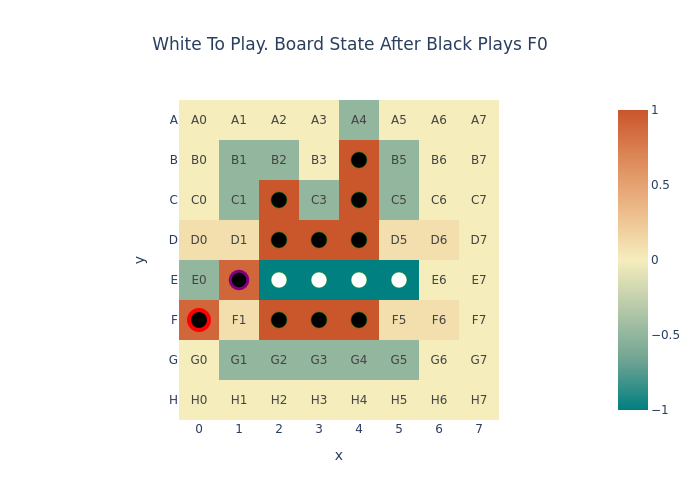 White To Play. Board State After Black Plays F0
A A0 A1 A2 A3 A4 A5 A6 A7
B B0 B1 B2 B3 B5 B6 B7
C C0 C1 C3 C5 C6 C7
D D0 D1 D5 D6 D7
E E0 E6 E7
F F1 F5 F6 F7
G G0 G1 G2 G3 G4 G5 G6 G7
H H0 H1 H2 H3 H4 H5 H6 H7
0 1 2 3 4 5 6 7
x
y
1
0.5
0
−0.5
−1